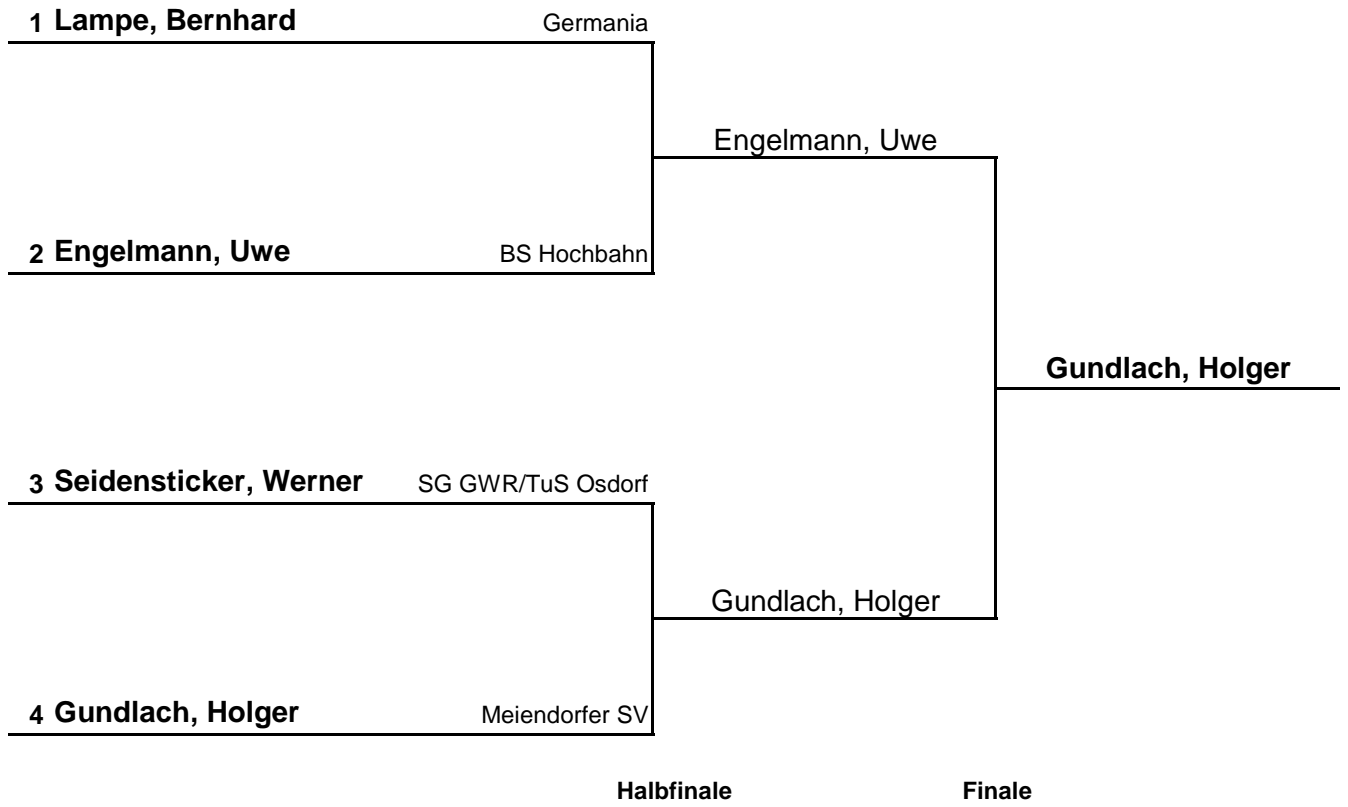 1 Lampe, Bernhard Germania
Engelmann, Uwe
2 Engelmann, Uwe BS Hochbahn
Gundlach, Holger
3 Seidensticker, Werner SG GWR/TuS Osdorf
Gundlach, Holger
4 Gundlach, Holger Meiendorfer SV
Halbfinale Finale